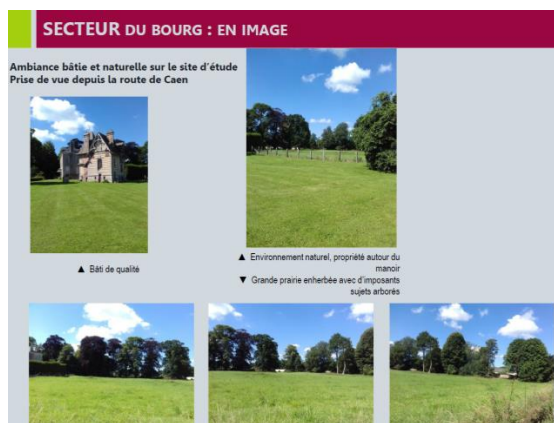 SECTEUR DU BOURG : EN IMAGE
Ambiance bâtie et naturelle sur le site d'étude
Prise de vue depuis la route de Caen
▲ Bâti de qualité
▲ Environnement naturel, propriété autour du
manoir
▼ Grande prairie enherbée avec d'imposants
sujets arborés